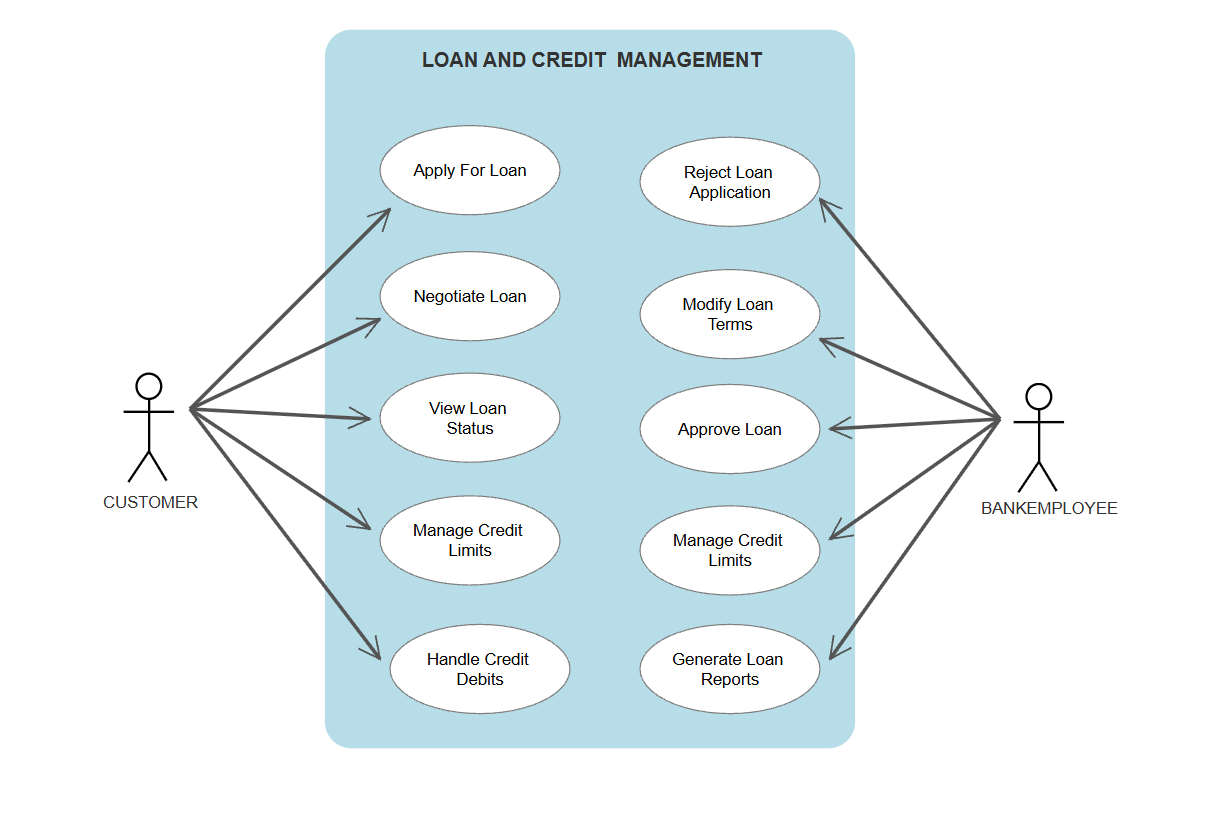 LOAN AND CREDIT  MANAGEMENT
Apply For Loan
Negotiate Loan
View Loan
Status
Manage Credit
Limits
Handle Credit
Debits
Reject Loan
Application
Modify Loan
Terms
Approve Loan
Manage Credit
Limits
Generate Loan
Reports
CUSTOMER
BANKEMPLOYEE